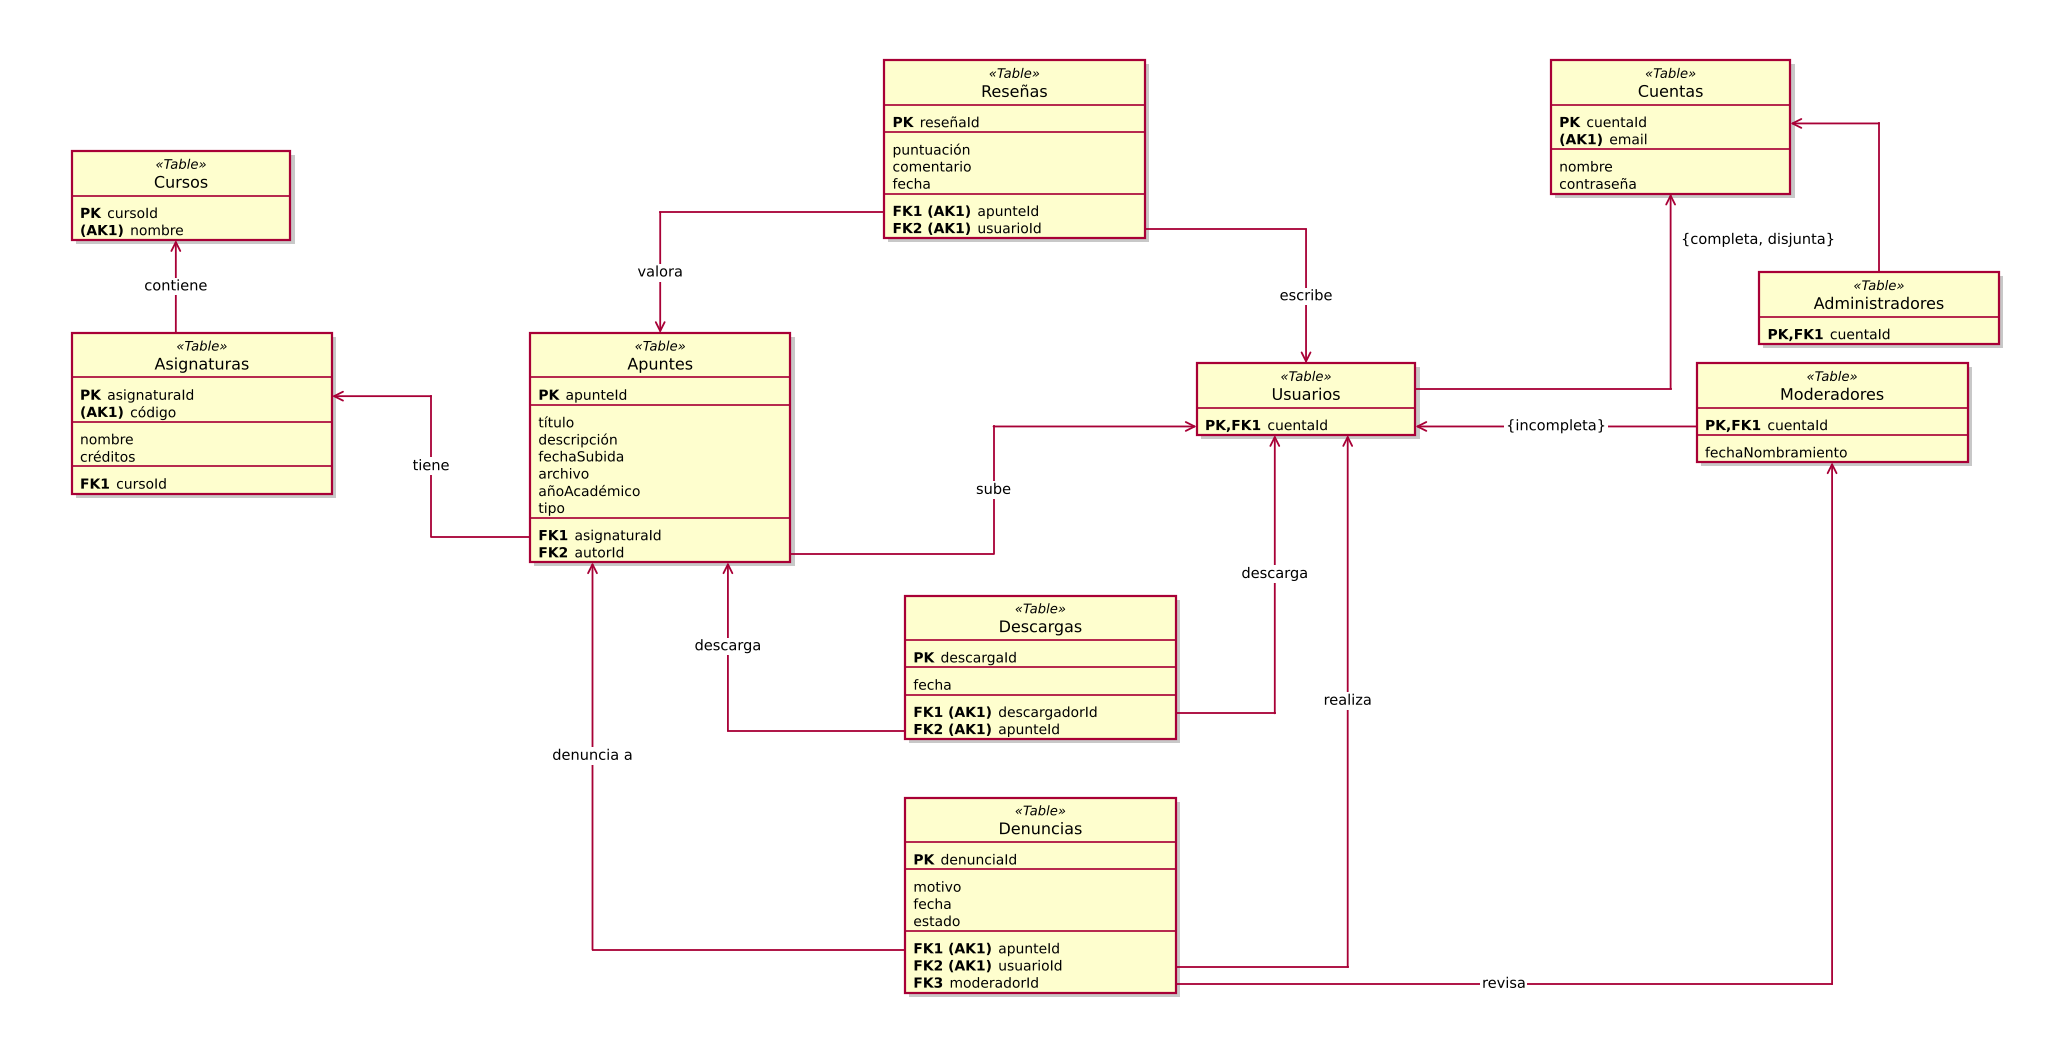 «Table»
Cursos
PK cursoId
(AK1) nombre
contiene
«Table»
Asignaturas
PK asignaturaId
(AK1) código
nombre
créditos
FK1 cursoId
tiene
«Table»
Reseñas
PK reseñaId
puntuación
comentario
fecha
FK1 (AK1) apunteId
FK2 (AK1) usuarioId
valora
escribe
«Table»
Apuntes
PK apunteId
título
descripción
fechaSubida
archivo
añoAcadémico
tipo
FK1 asignaturaId
FK2 autorId
sube
«Table»
Cuentas
PK cuentaId
(AK1) email
nombre
contraseña
{completa, disjunta}
«Table»
Administradores
PK,FK1 cuentaId
«Table»
Usuarios
PK,FK1 cuentaId
{incompleta}
«Table»
Moderadores
PK,FK1 cuentaId
fechaNombramiento
descarga
descarga
«Table»
Descargas
PK descargaId
fecha
FK1 (AK1) descargadorId
FK2 (AK1) apunteId
realiza
denuncia a
«Table»
Denuncias
PK denunciaId
motivo
fecha
estado
FK1 (AK1) apunteId
FK2 (AK1) usuarioId
FK3 moderadorId
revisa